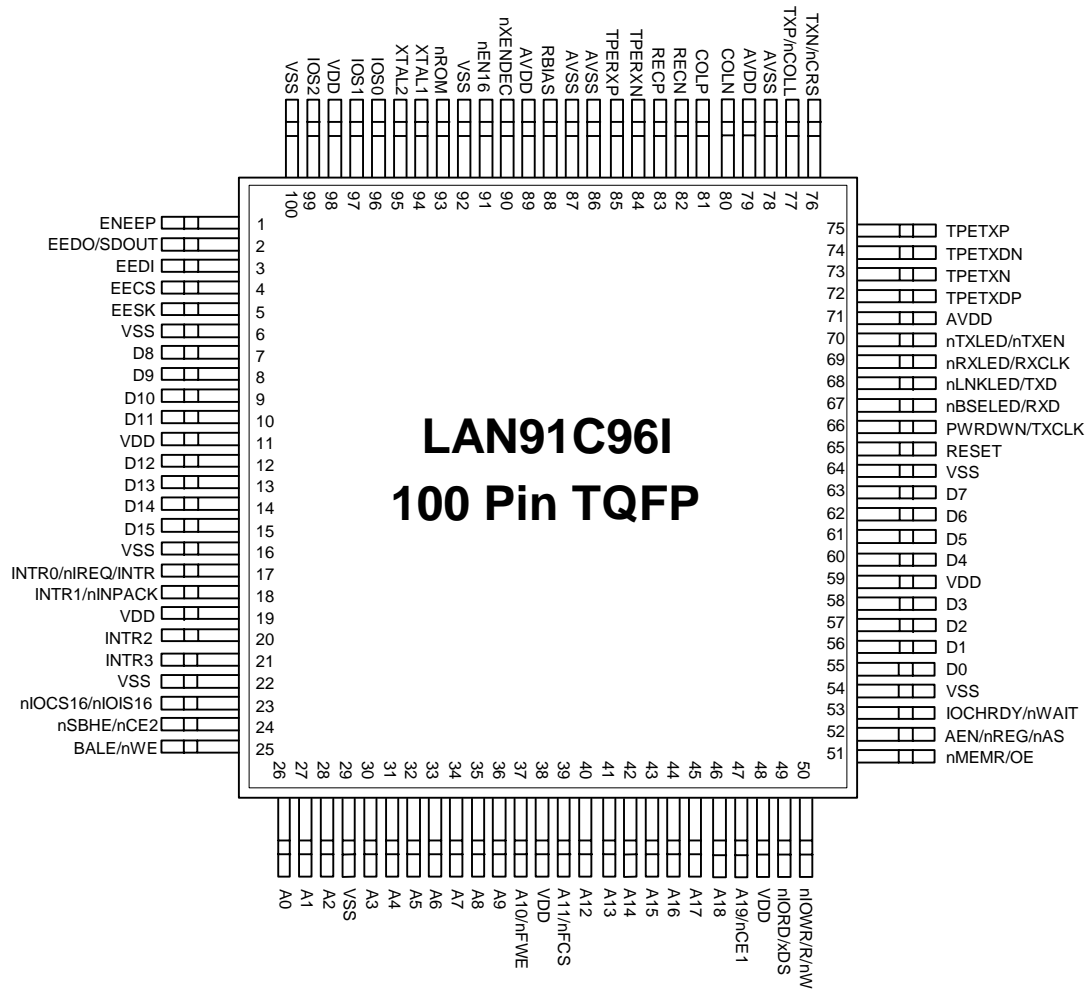 VSS
IOS2
VDD
IOS1
IOS0
XTAL2
XTAL1
nROM
VSS
nEN16
nXENDEC
AVDD
RBIAS
AVSS
AVSS
TPERXP
TPERXN
RECP
RECN
COLP
COLN
AVDD
AVSS
TXP/nCOLL
TXN/nCRS
100
99
98
97
96
95
94
93
92
91
90
89
88
87
86
85
84
83
82
81
80
79
78
77
76
ENEEP 1
EEDO/SDOUT 2
EEDI 3
EECS 4
EESK 5
VSS 6
D8 7
D9 8
D10 9
D11 10
VDD 11
D12 12
D13 13
D14 14
D15 15
VSS 16
INTR0/nIREQ/INTR 17
INTR1/nINPACK 18
VDD 19
INTR2 20
INTR3 21
VSS 22
nIOCS16/nIOIS16 23
nSBHE/nCE2 24
BALE/nWE 25
LAN91C96I
100 Pin TQFP
75 TPETXP
74 TPETXDN
73 TPETXN
72 TPETXDP
71 AVDD
70 nTXLED/nTXEN
69 nRXLED/RXCLK
68 nLNKLED/TXD
67 nBSELED/RXD
66 PWRDWN/TXCLK
65 RESET
64 VSS
63 D7
62 D6
61 D5
60 D4
59 VDD
58 D3
57 D2
56 D1
55 D0
54 VSS
53 IOCHRDY/nWAIT
52 AEN/nREG/nAS
51 nMEMR/OE
26
27
28
29
30
31
32
33
34
35
36
37
38
39
40
41
42
43
44
45
46
47
48
49
50
A0
A1
A2
VSS
A3
A4
A5
A6
A7
A8
A9
A10/nFWE
VDD
A11/nFCS
A12
A13
A14
A15
A16
A17
A18
A19/nCE1
VDD
nIORD/xDS
nIOWR/R/nW